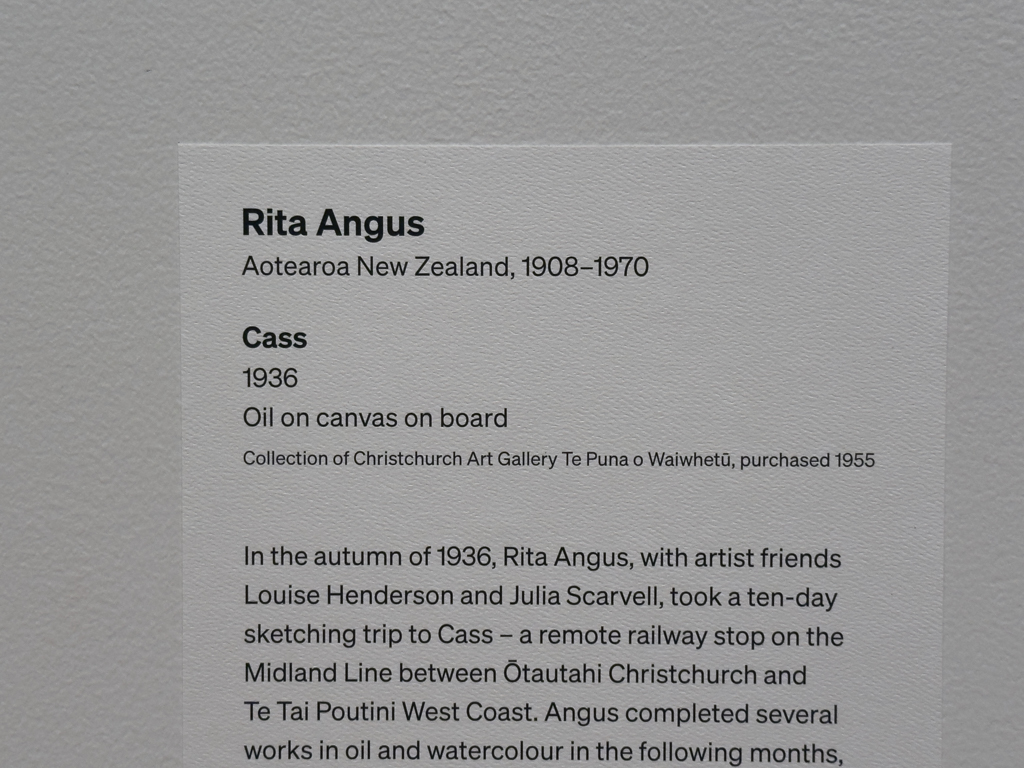 Rita Angus
Aotearoa New Zealand, 1908–1970
Cass
1936
Oil on canvas on board
Collection of Christchurch Art Gallery Te Puna o Waiwhetū, purchased 1955
In the autumn of 1936, Rita Angus, with artist friends
Louise Henderson and Julia Scarvell, took a ten-day
sketching trip to Cass – a remote railway stop on the
Midland Line between Ōtautahi Christchurch and
Te Tai Poutini West Coast. Angus completed several
works in oil and watercolour in the following months,